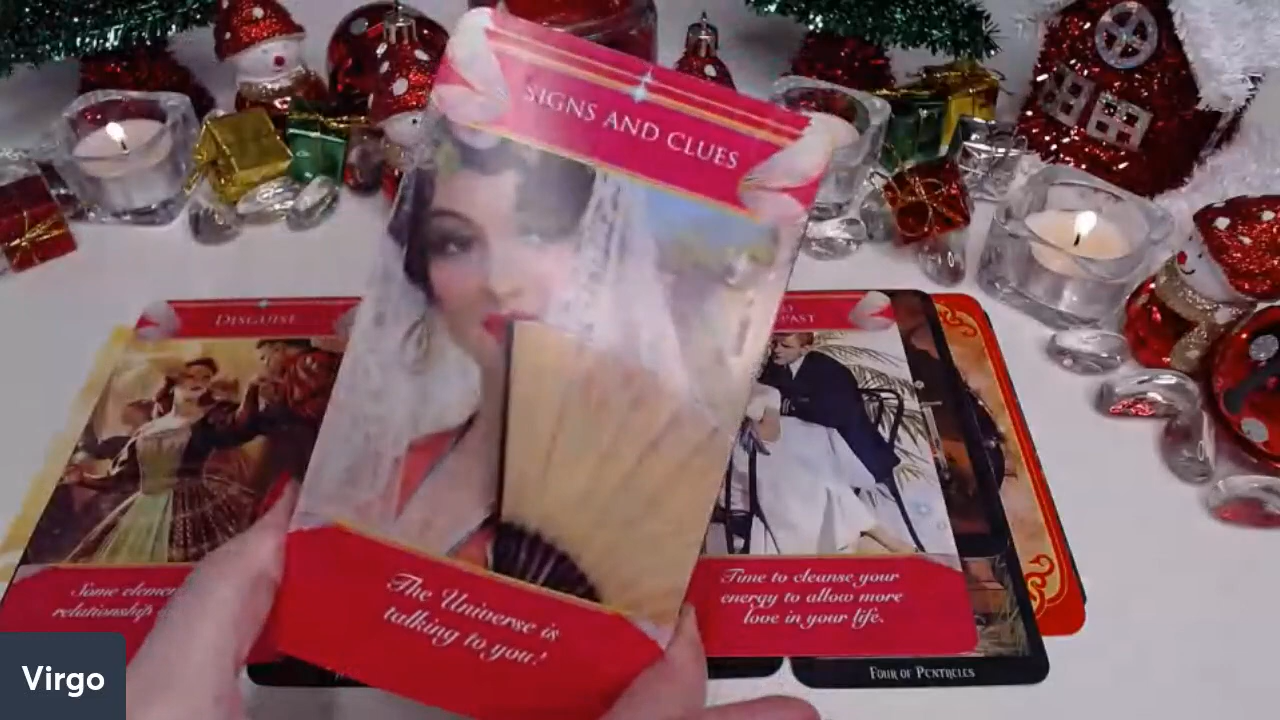 SIGNS AND CLUES
DISGUISE
PAST
Some
relationship
The Universe is
talking to you!
Time to cleanse your
energy to allow more
love in your life.
FOUR OF PENTACLES
Virgo